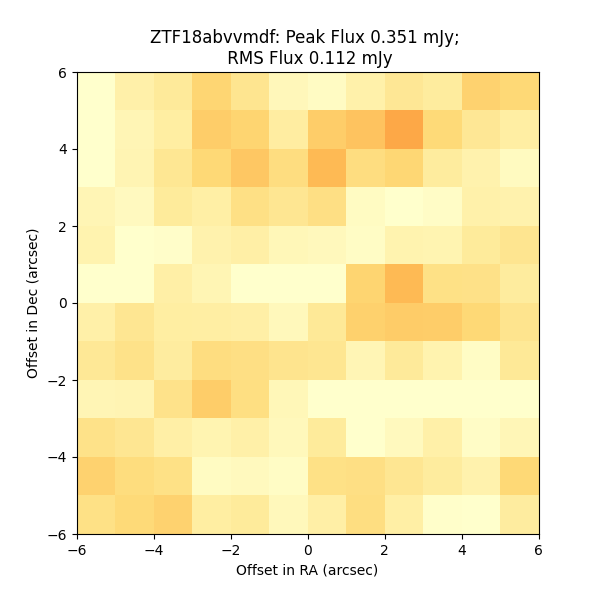 ZTF18abvvmdf: Peak Flux 0.351 mJy;
RMS Flux 0.112 mJy
6
4
2
0
−2
−4
−6
Offset in Dec (arcsec)
−6 −4 −2 0 2 4 6
Offset in RA (arcsec)